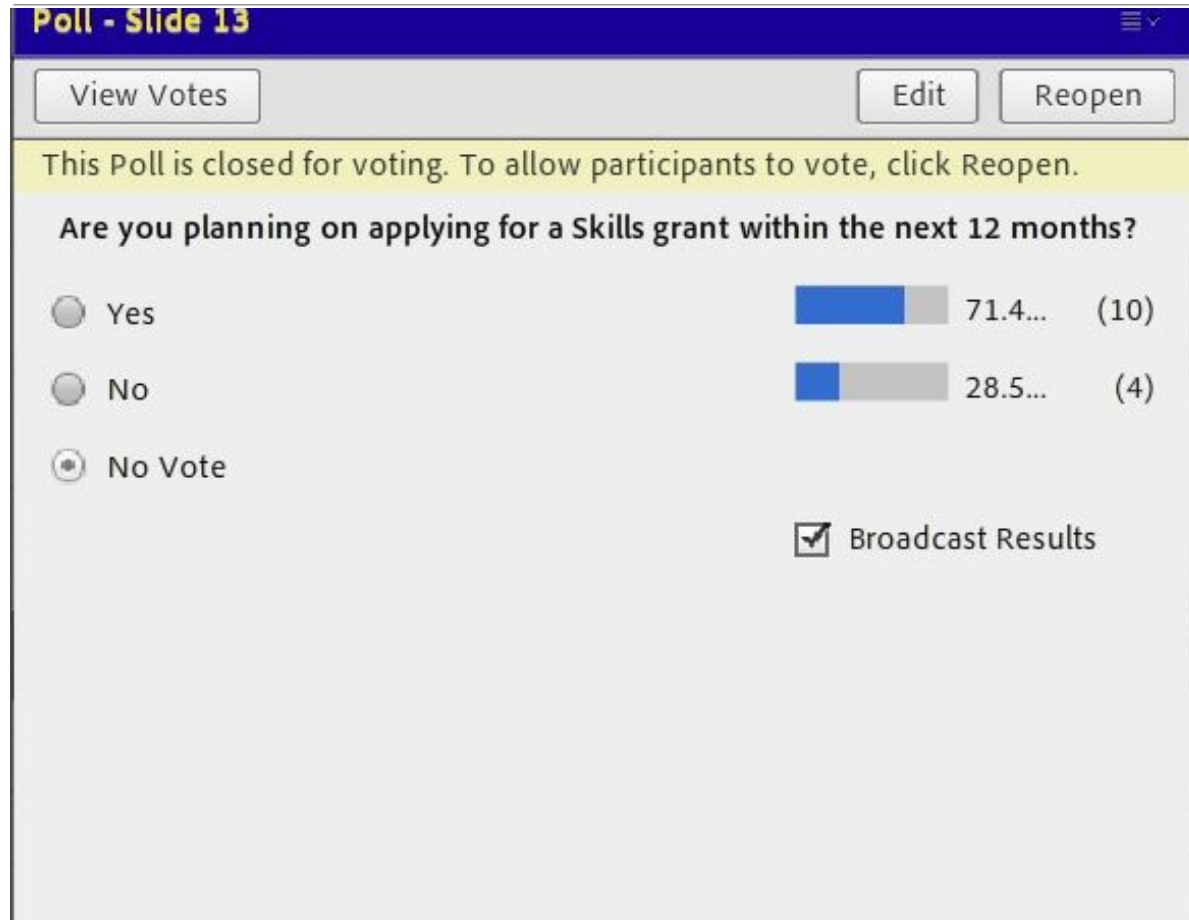 Poll - Slide 13
View Votes Edit Reopen
This Poll is closed for voting. To allow participants to vote, click Reopen.
Are you planning on applying for a Skills grant within the next 12 months?
Yes 71.4... (10)
No 28.5... (4)
No Vote
Broadcast Results